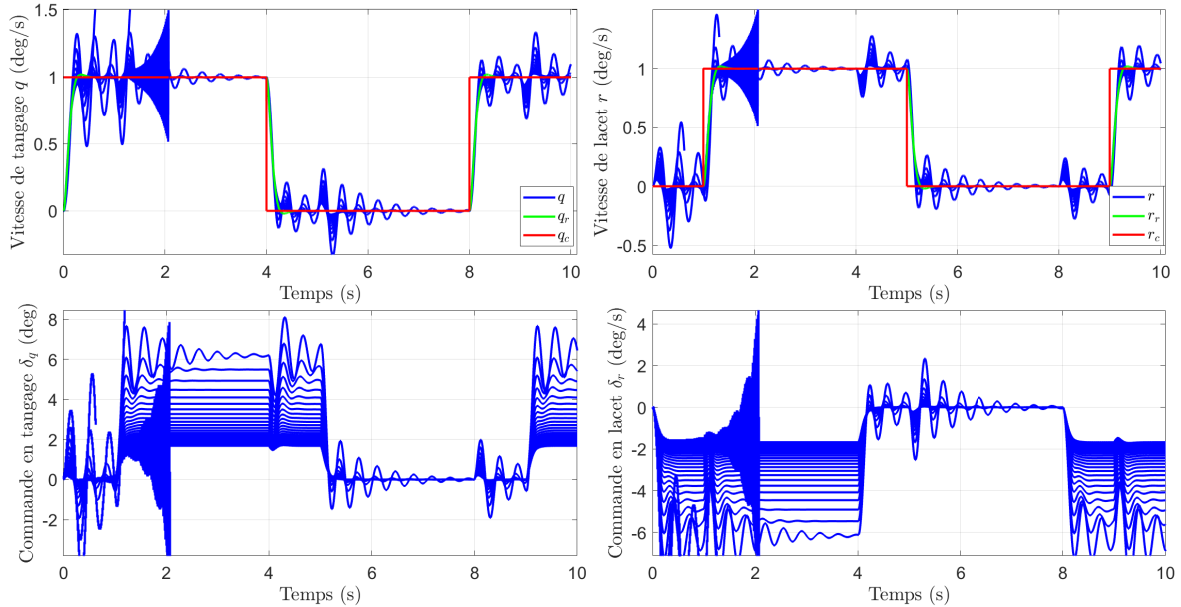 Vitesse de tangage q (deg/s)
1.5
1
0.5
0
0 2 4 6 8 10
Temps (s)
q
q_r
q_c
Vitesse de lacet r (deg/s)
1
0.5
0
-0.5
0 2 4 6 8 10
Temps (s)
r
r_r
r_c
Commande en tangage δ_q (deg)
8
6
4
2
0
-2
0 2 4 6 8 10
Temps (s)
Commande en lacet δ_r (deg/s)
4
2
0
-2
-4
-6
0 2 4 6 8 10
Temps (s)